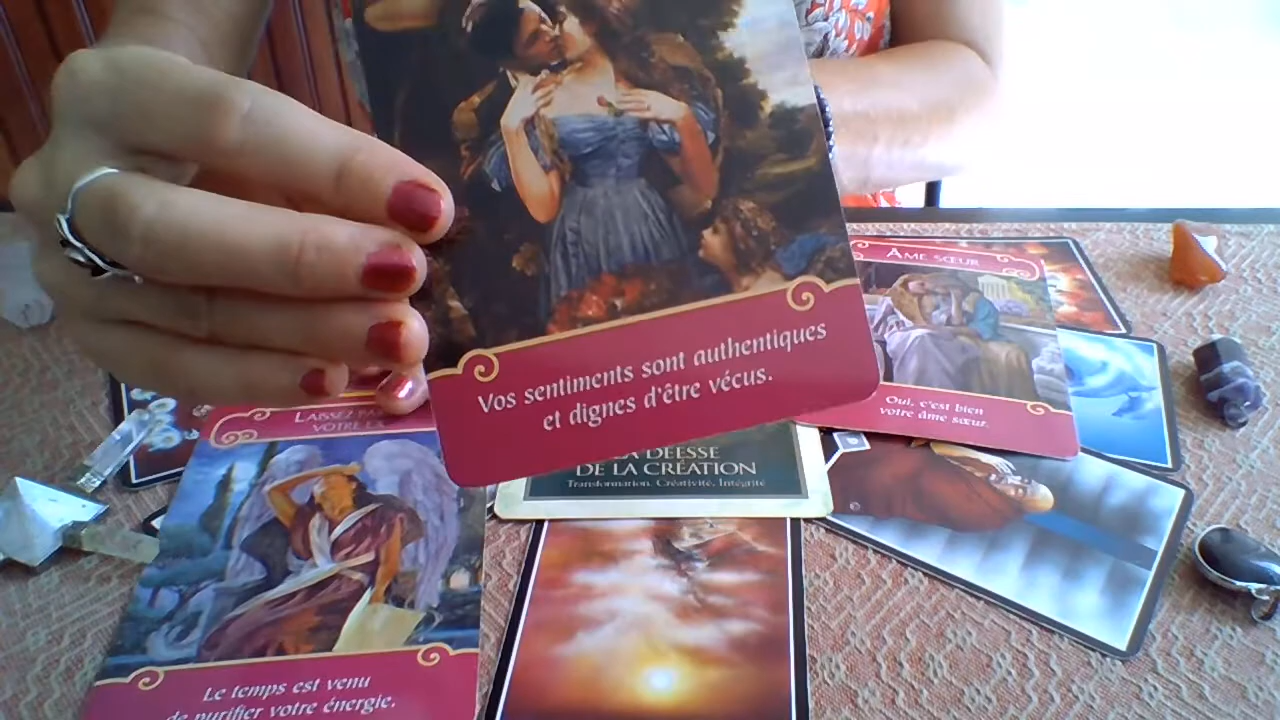 Vos sentiments sont authentiques
et dignes d'être vécus.
ÂME SŒUR
Oui, c'est bien
votre âme sœur.
LAISSEZ
VOTRE
LA DÉESSE
DE LA CRÉATION
Transformation, Créativité, Intégrité
Le temps est venu
de purifier votre énergie.